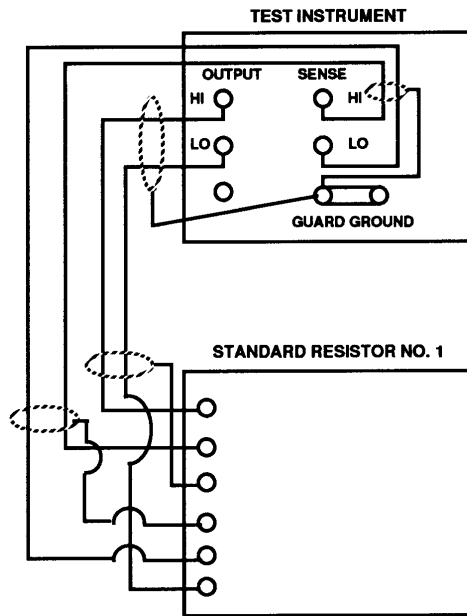 TEST INSTRUMENT
OUTPUT SENSE
HI HI
LO LO
GUARD GROUND
STANDARD RESISTOR NO. 1